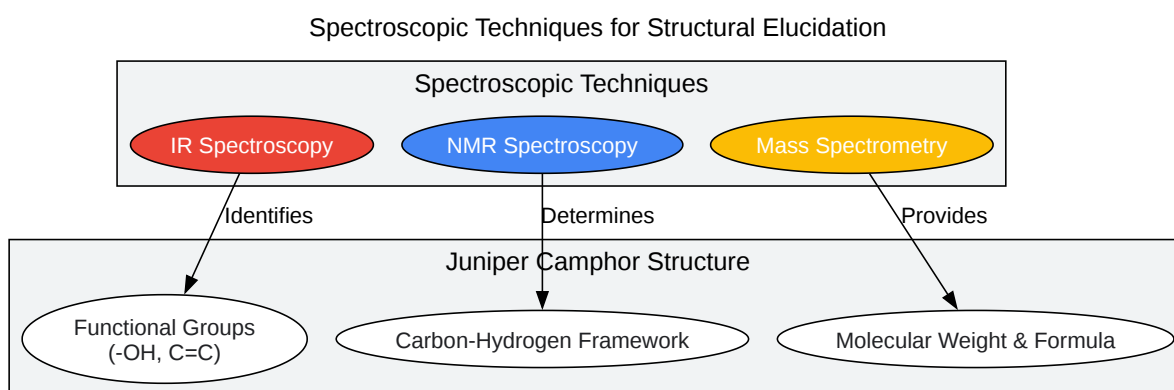 Spectroscopic Techniques for Structural Elucidation
Spectroscopic Techniques
IR Spectroscopy
NMR Spectroscopy
Mass Spectrometry
Identifies
Determines
Provides
Juniper Camphor Structure
Functional Groups
(-OH, C=C)
Carbon-Hydrogen Framework
Molecular Weight & Formula